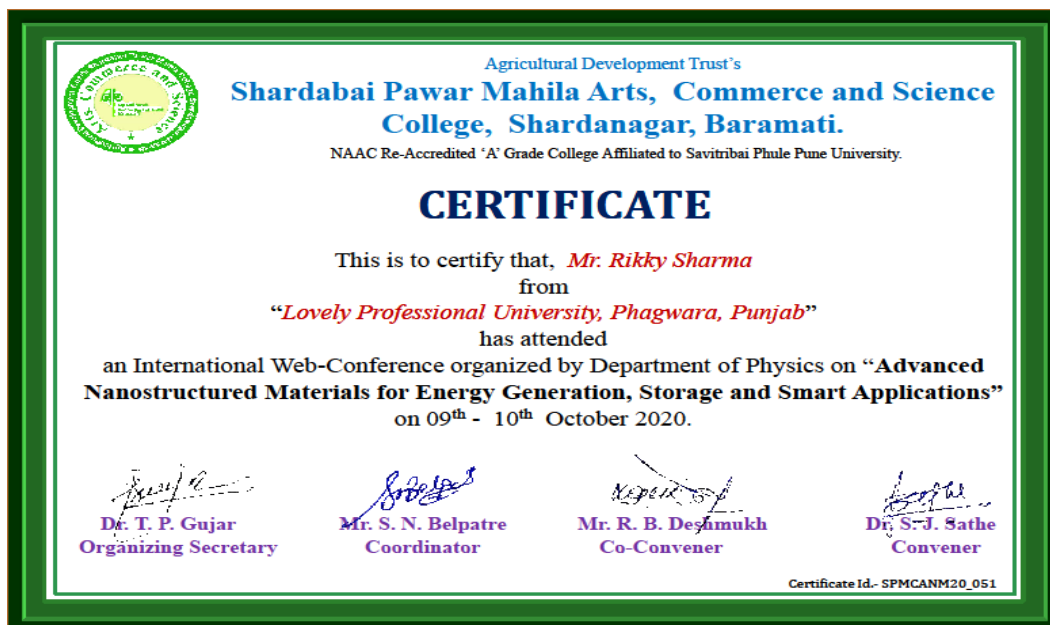 Arts Commerce and Science
Agricultural Development Trust's
Shardabai Pawar Mahila Arts, Commerce and Science
College, Shardanagar, Baramati.
NAAC Re-Accredited 'A' Grade College Affiliated to Savitribai Phule Pune University.
CERTIFICATE
This is to certify that, Mr. Rikky Sharma
from
“Lovely Professional University, Phagwara, Punjab”
has attended
an International Web-Conference organized by Department of Physics on “Advanced
Nanostructured Materials for Energy Generation, Storage and Smart Applications”
on 09th - 10th October 2020.
Dr. T. P. Gujar
Organizing Secretary
Mr. S. N. Belpatre
Coordinator
Mr. R. B. Deshmukh
Co-Convener
Dr. S. J. Sathe
Convener
Certificate Id.- SPMCANM20_051